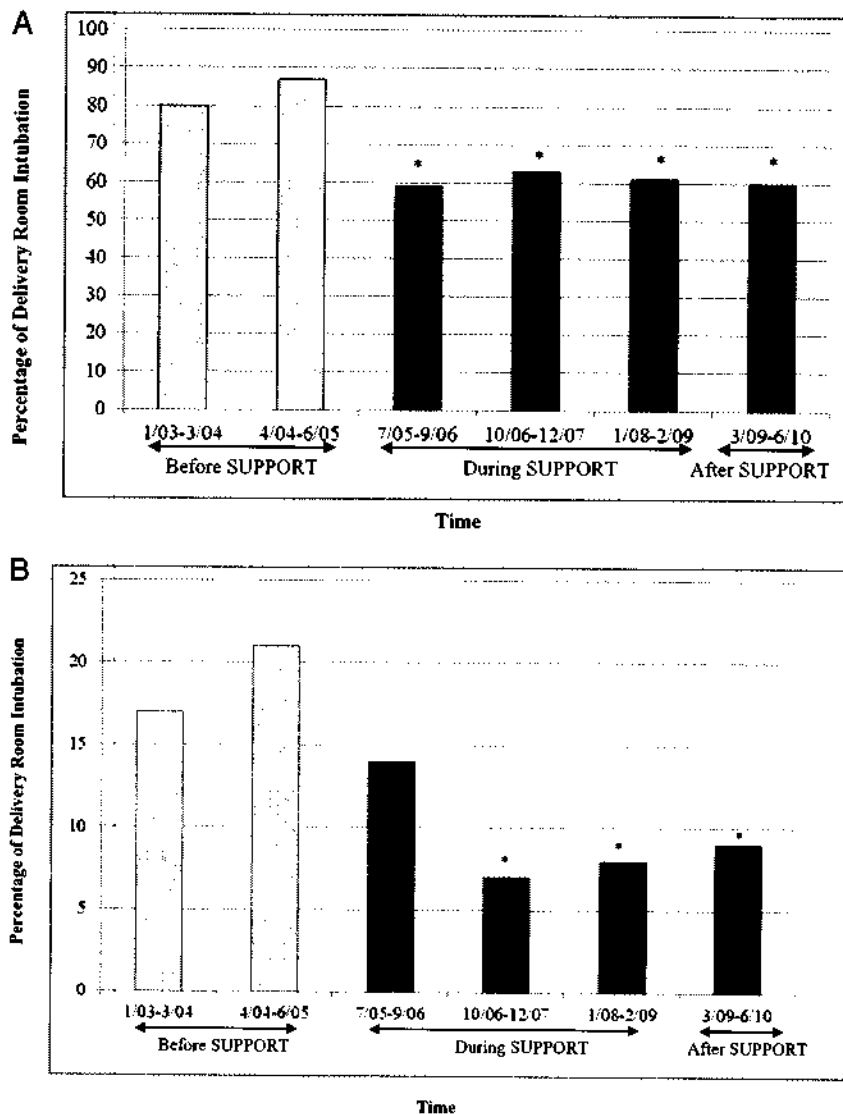 A
Percentage of Delivery Room Intubation
100
90
80
70
60
50
40
30
20
10
0
* * * *
1/03-3/04 4/04-6/05 7/05-9/06 10/06-12/07 1/08-2/09 3/09-6/10
Before SUPPORT During SUPPORT After SUPPORT
Time
B
Percentage of Delivery Room Intubation
25
20
15
10
5
0
* * *
1/03-3/04 4/04-6/05 7/05-9/06 10/06-12/07 1/08-2/09 3/09-6/10
Before SUPPORT During SUPPORT After SUPPORT
Time